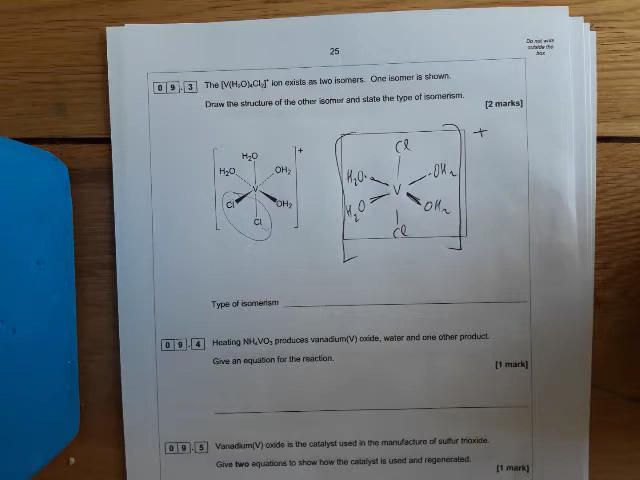 25
Do not write
outside the
box
0 9 . 3 The [V(H₂O)₄Cl₂]⁺ ion exists as two isomers. One isomer is shown.
Draw the structure of the other isomer and state the type of isomerism.
[2 marks]
+
H₂O
H₂O OH₂
V
Cl OH₂
Cl
+
Cl
H₂O OH₂
V
H₂O OH₂
Cl
Type of isomerism
0 9 . 4 Heating NH₄VO₃ produces vanadium(V) oxide, water and one other product.
Give an equation for the reaction.
[1 mark]
0 9 . 5 Vanadium(V) oxide is the catalyst used in the manufacture of sulfur trioxide.
Give two equations to show how the catalyst is used and regenerated.
[1 mark]